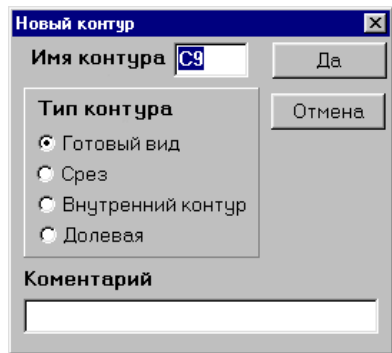 Новый контур
Имя контура C9
Да
Отмена
Тип контура
Готовый вид
Срез
Внутренний контур
Долевая
Коментарий